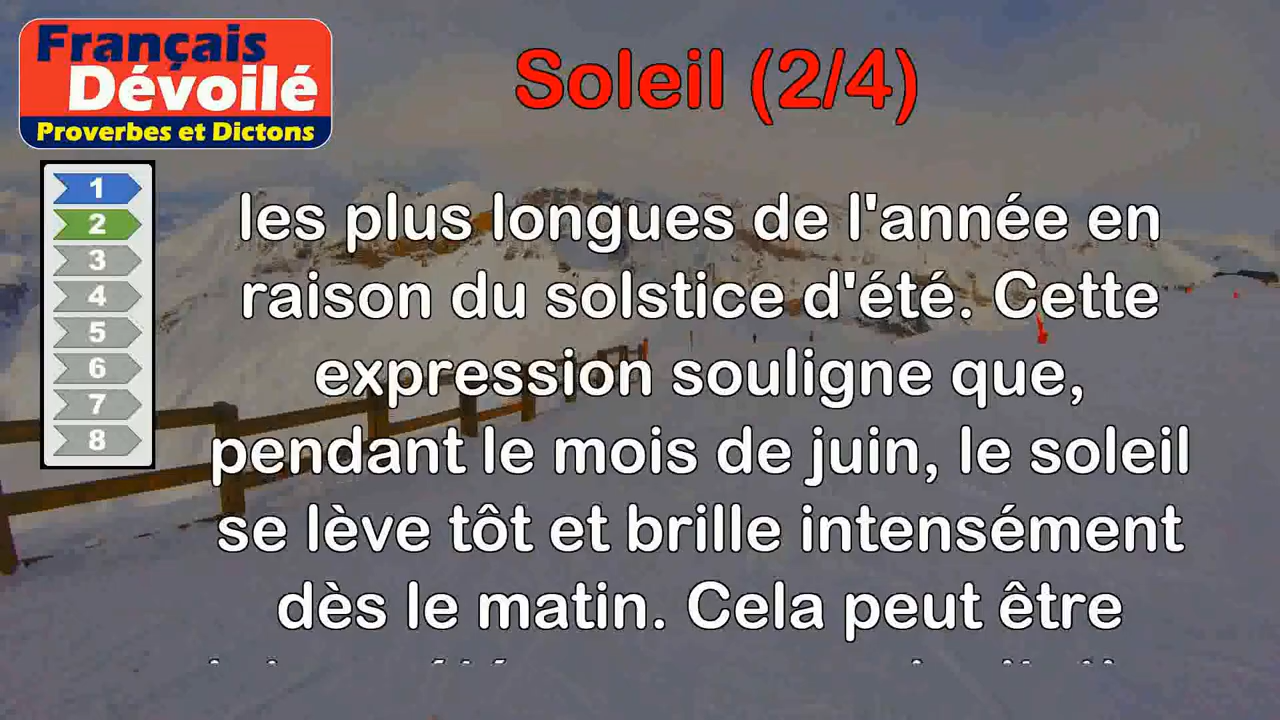 Français
Dévoilé
Proverbes et Dictons
Soleil (2/4)
1
2
3
4
5
6
7
8
les plus longues de l'année en
raison du solstice d'été. Cette
expression souligne que,
pendant le mois de juin, le soleil
se lève tôt et brille intensément
dès le matin. Cela peut être